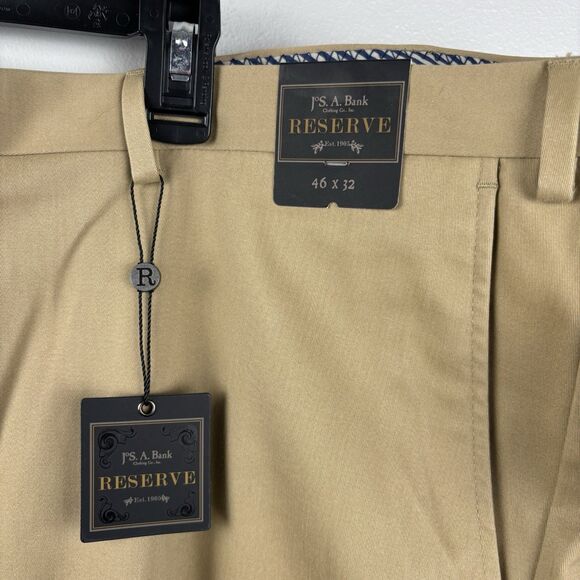 JoS. A. Bank
Clothing Co., Inc.
RESERVE
Est. 1905
46 x 32
R
JoS. A. Bank
Clothing Co., Inc.
RESERVE
Est. 1905